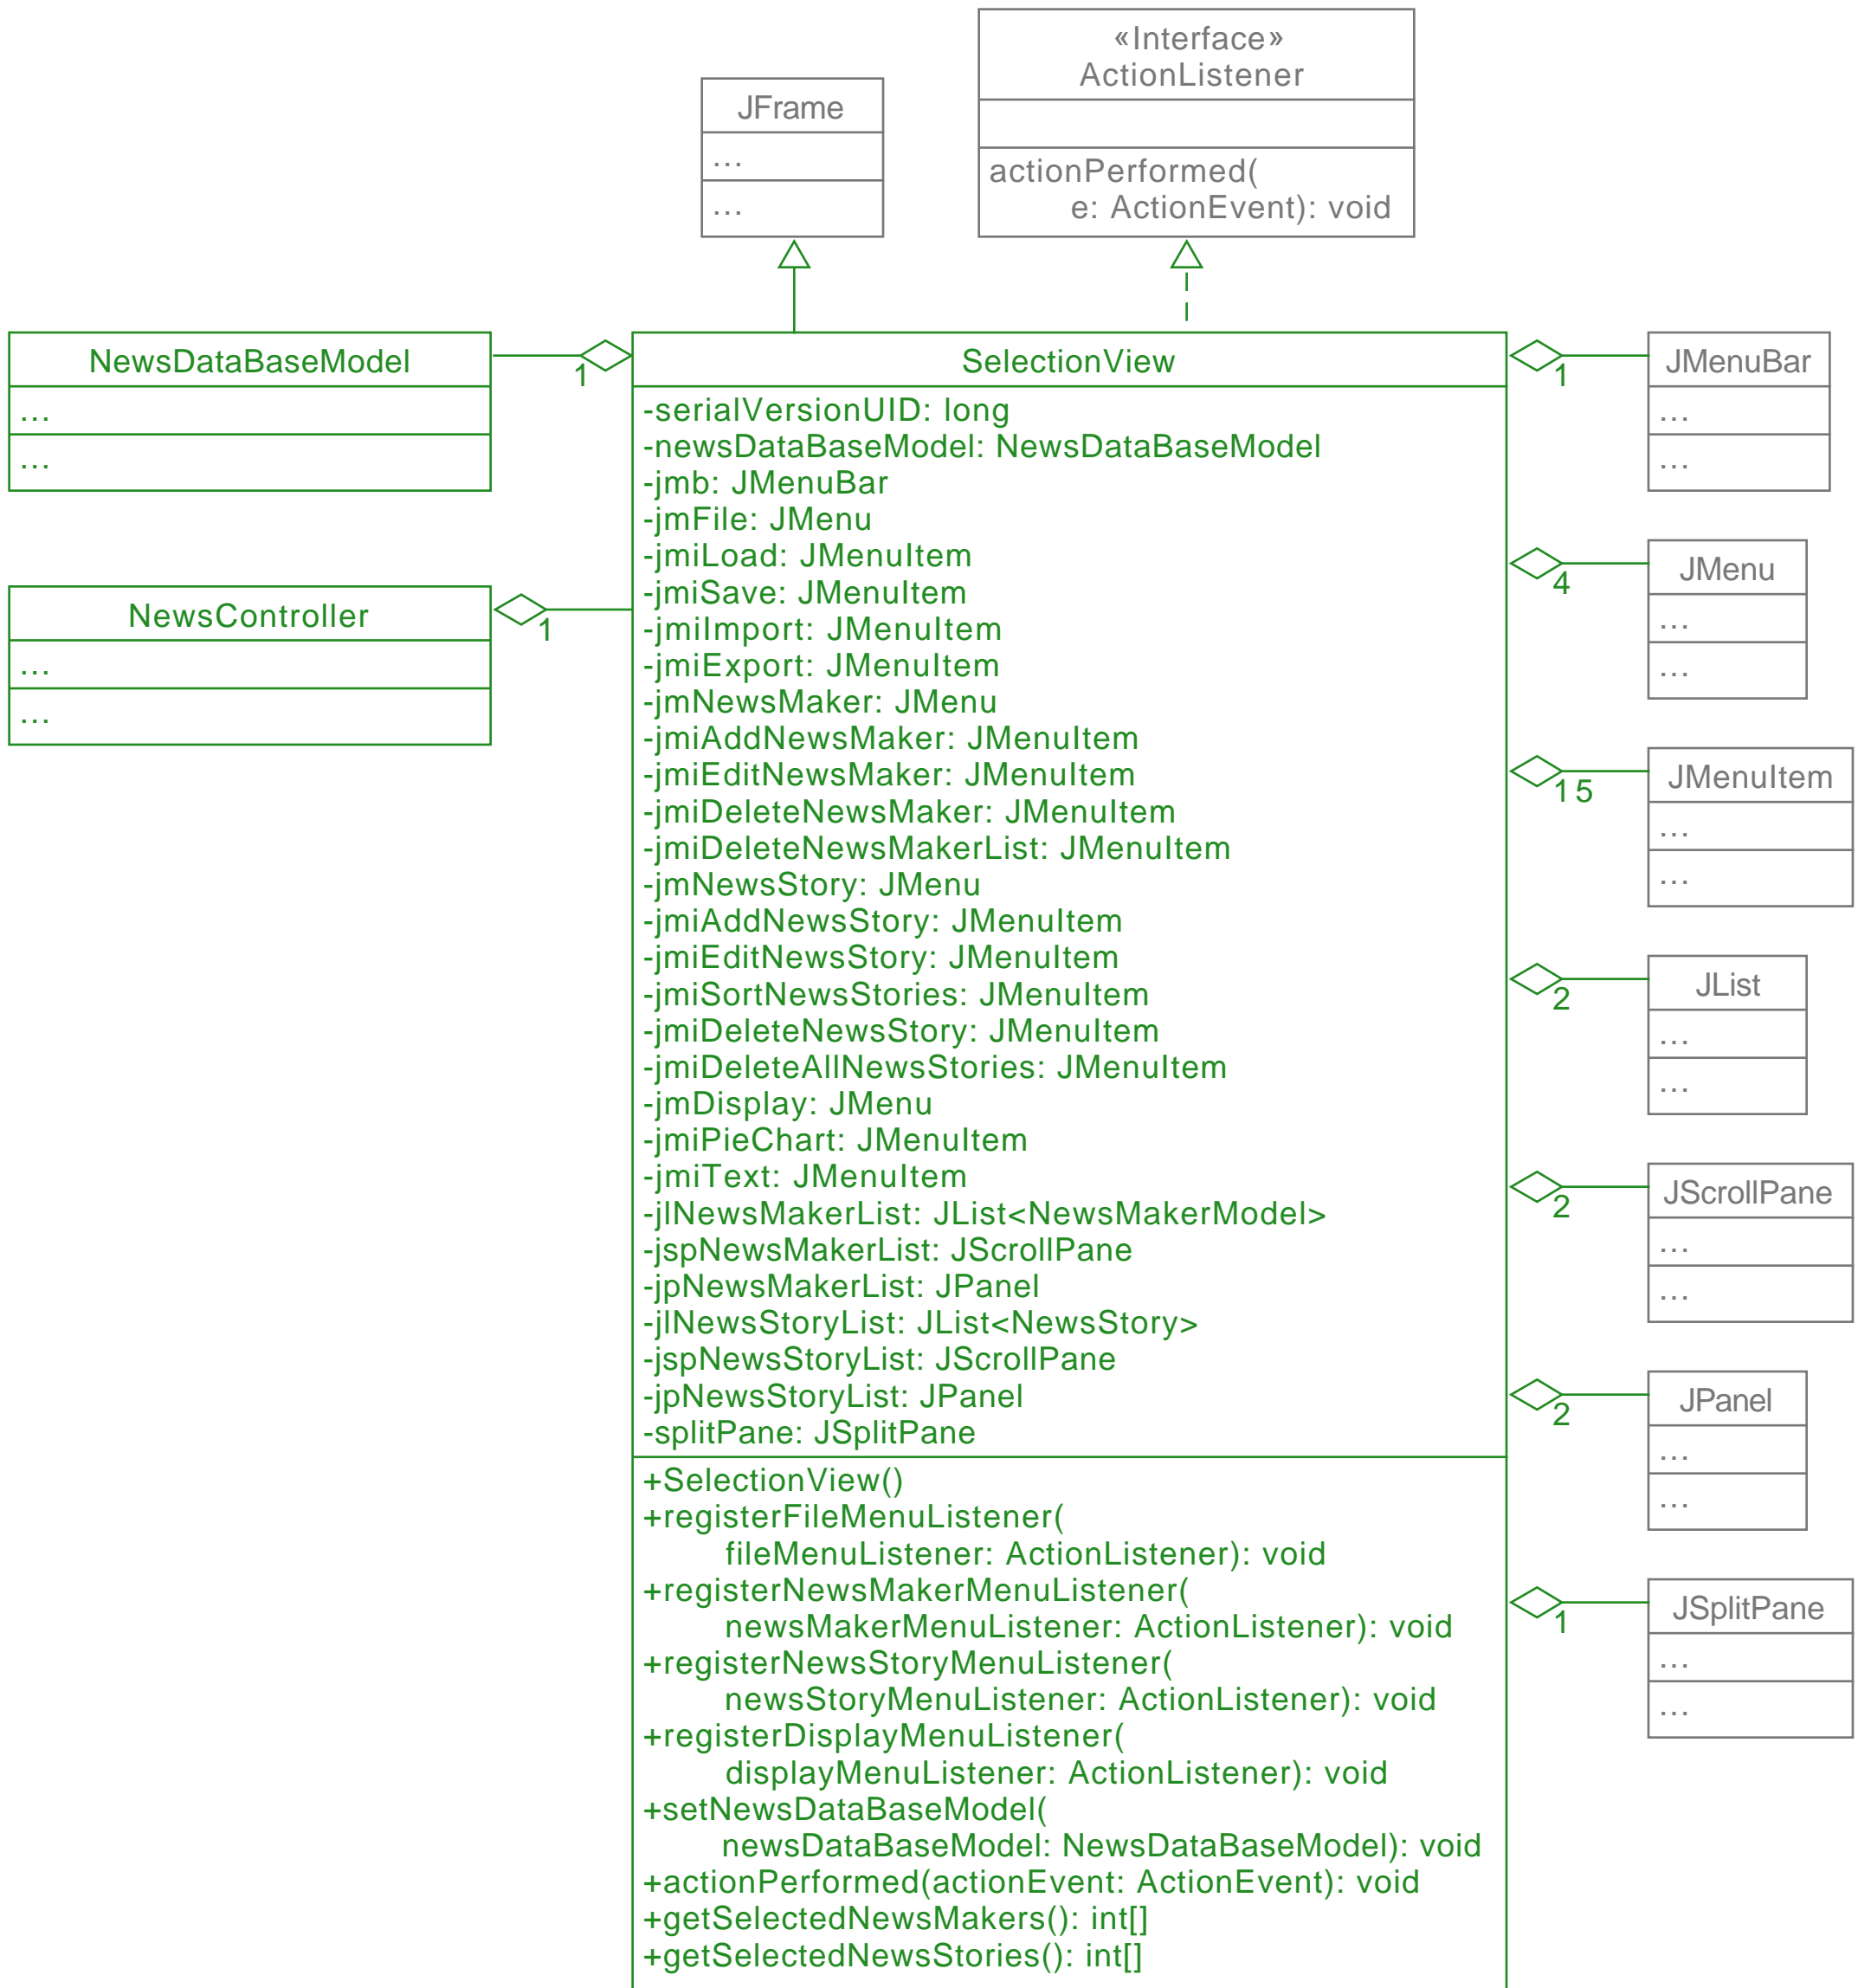 «Interface»
ActionListener
actionPerformed(
e: ActionEvent): void
JFrame
...
...
NewsDataBaseModel
...
...
1
NewsController
...
...
1
SelectionView
-serialVersionUID: long
-newsDataBaseModel: NewsDataBaseModel
-jmb: JMenuBar
-jmFile: JMenu
-jmiLoad: JMenuItem
-jmiSave: JMenuItem
-jmiImport: JMenuItem
-jmiExport: JMenuItem
-jmNewsMaker: JMenu
-jmiAddNewsMaker: JMenuItem
-jmiEditNewsMaker: JMenuItem
-jmiDeleteNewsMaker: JMenuItem
-jmiDeleteNewsMakerList: JMenuItem
-jmNewsStory: JMenu
-jmiAddNewsStory: JMenuItem
-jmiEditNewsStory: JMenuItem
-jmiSortNewsStories: JMenuItem
-jmiDeleteNewsStory: JMenuItem
-jmiDeleteAllNewsStories: JMenuItem
-jmDisplay: JMenu
-jmiPieChart: JMenuItem
-jmiText: JMenuItem
-jlNewsMakerList: JList<NewsMakerModel>
-jspNewsMakerList: JScrollPane
-jpNewsMakerList: JPanel
-jlNewsStoryList: JList<NewsStory>
-jspNewsStoryList: JScrollPane
-jpNewsStoryList: JPanel
-splitPane: JSplitPane
+SelectionView()
+registerFileMenuListener(
fileMenuListener: ActionListener): void
+registerNewsMakerMenuListener(
newsMakerMenuListener: ActionListener): void
+registerNewsStoryMenuListener(
newsStoryMenuListener: ActionListener): void
+registerDisplayMenuListener(
displayMenuListener: ActionListener): void
+setNewsDataBaseModel(
newsDataBaseModel: NewsDataBaseModel): void
+actionPerformed(actionEvent: ActionEvent): void
+getSelectedNewsMakers(): int[]
+getSelectedNewsStories(): int[]
1
JMenuBar
...
...
4
JMenu
...
...
15
JMenuItem
...
...
2
JList
...
...
2
JScrollPane
...
...
2
JPanel
...
...
1
JSplitPane
...
...